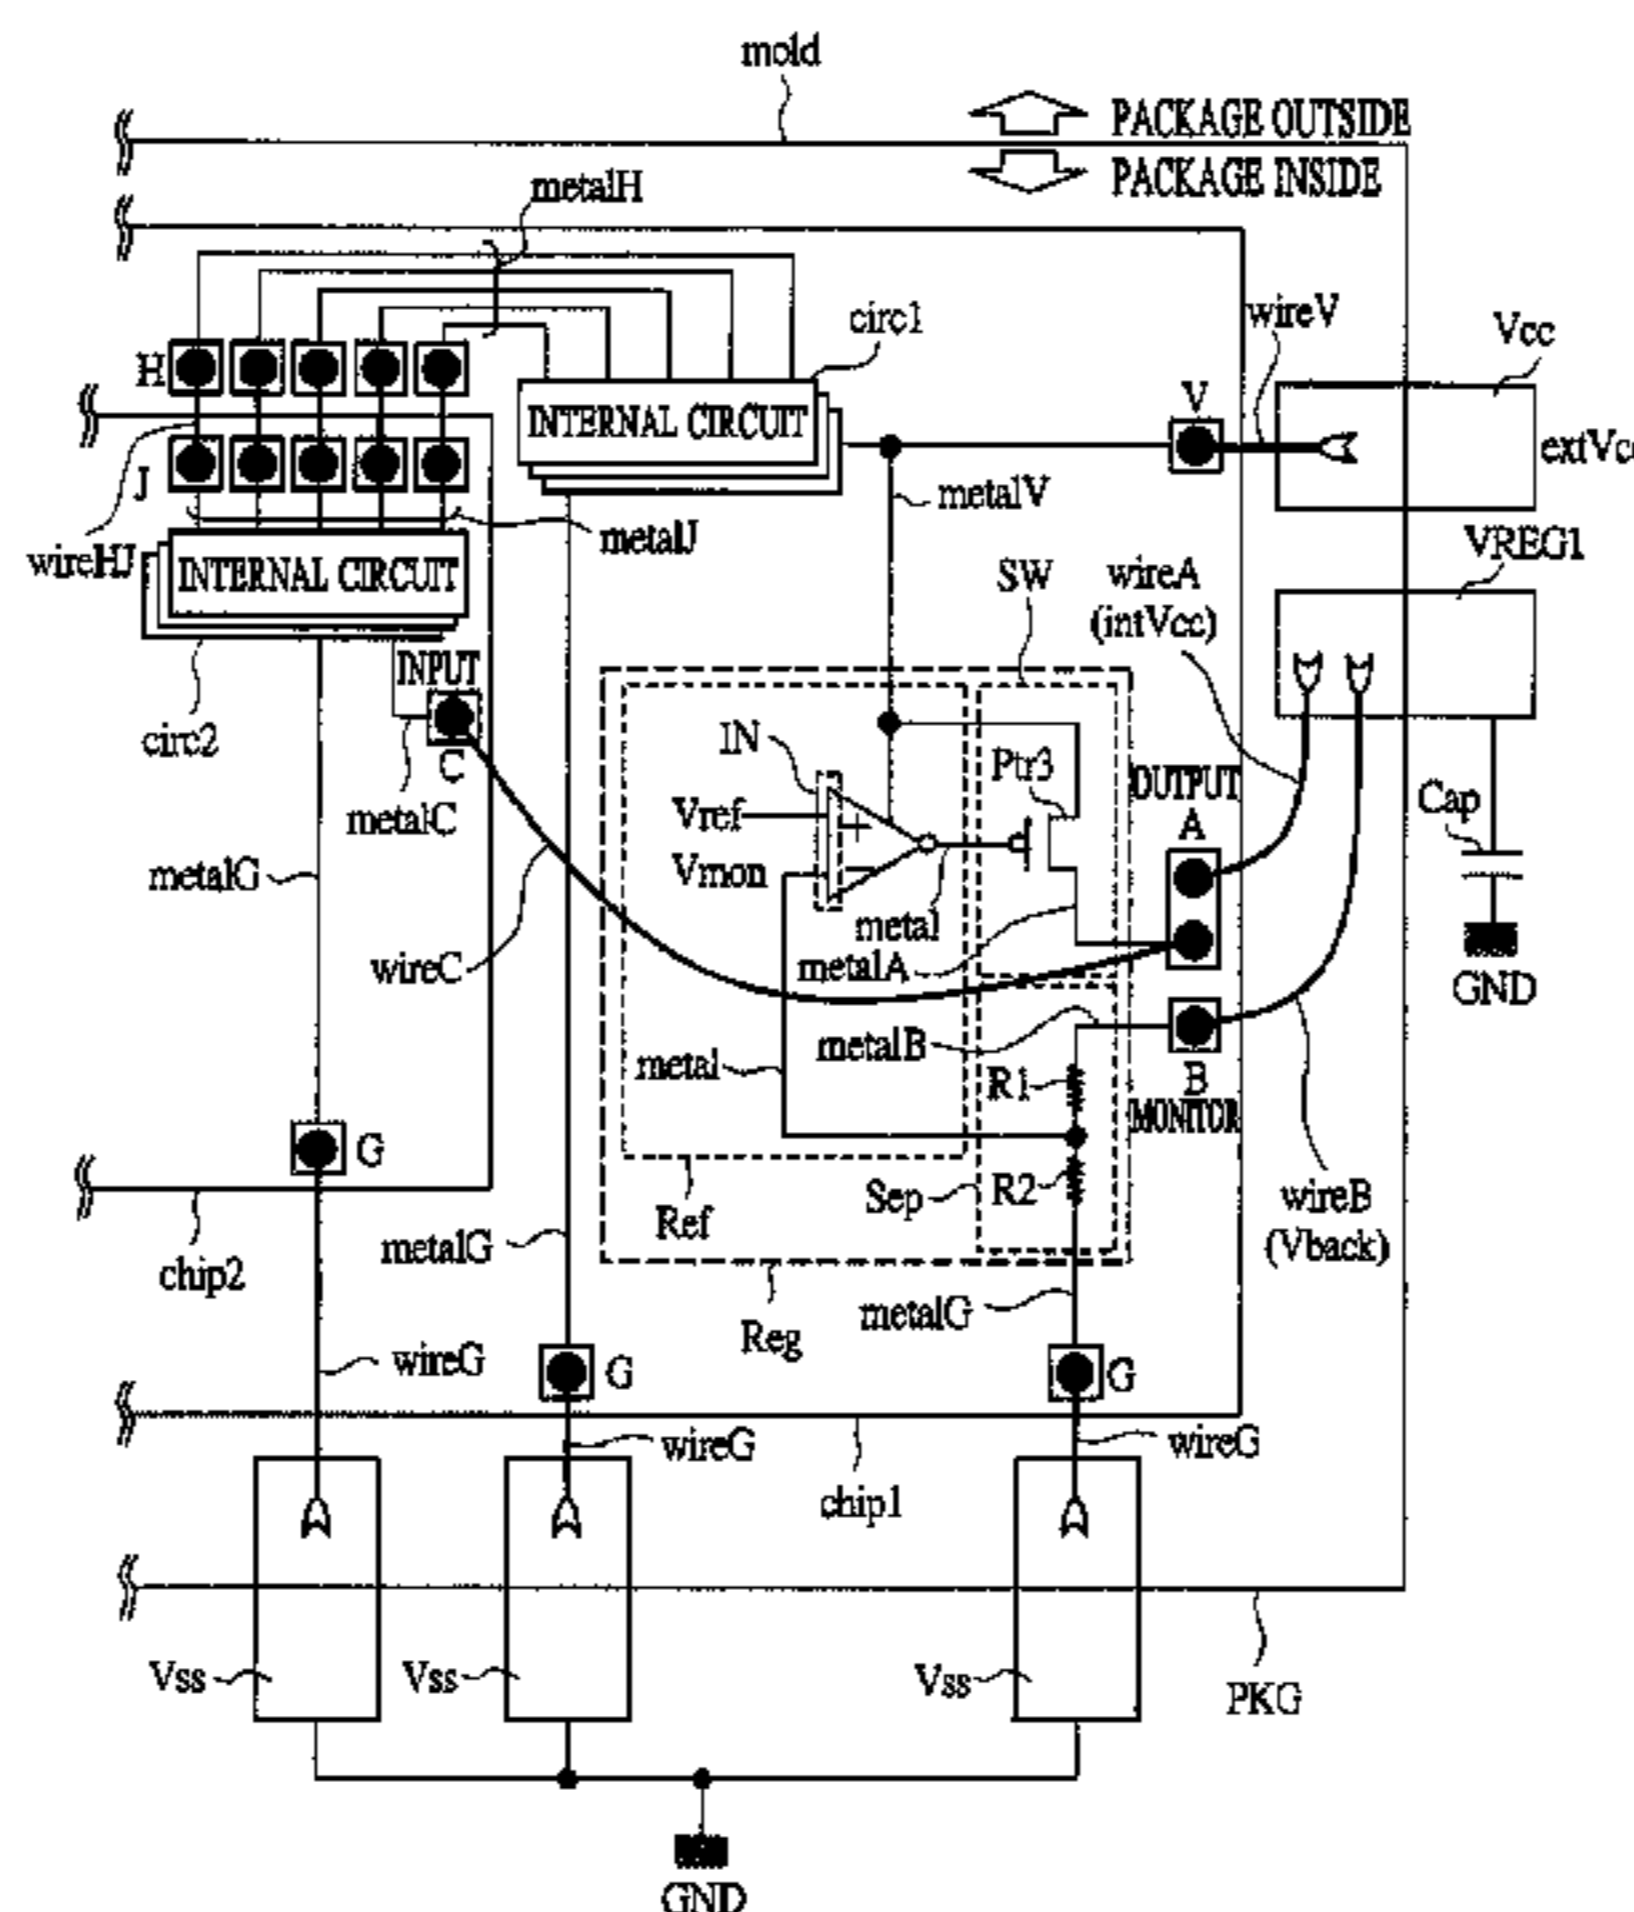 mold
PACKAGE OUTSIDE
PACKAGE INSIDE
metalH
circ1
wireV
Vcc
H
V
INTERNAL CIRCUIT
extVc
J
metalV
metalJ
VREG1
wireHJ
INTERNAL CIRCUIT
SW
wireA
(intVcc)
INPUT
circ2
C
IN
Ptr3
OUTPUT
A
metalC
Vref
+
Cap
metalG
Vmon
−
metal
wireC
metalA
GND
metalB
metal
R1
B
MONITOR
G
Sep
R2
wireB
(Vback)
Ref
metalG
chip2
metalG
Reg
wireG
G
G
wireG
wireG
chip1
Vss
Vss
Vss
PKG
GND